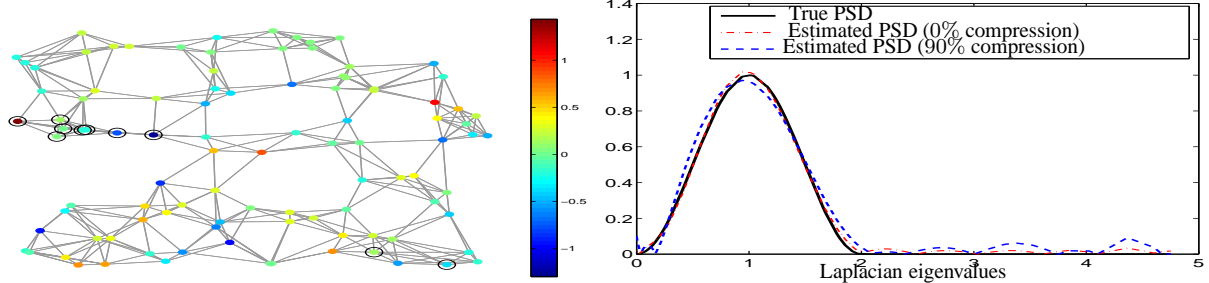 1
0.5
0
−0.5
−1
1.4
1.2
1
0.8
0.6
0.4
0.2
0
True PSD
Estimated PSD (0% compression)
Estimated PSD (90% compression)
0 1 2 3 4 5
Laplacian eigenvalues